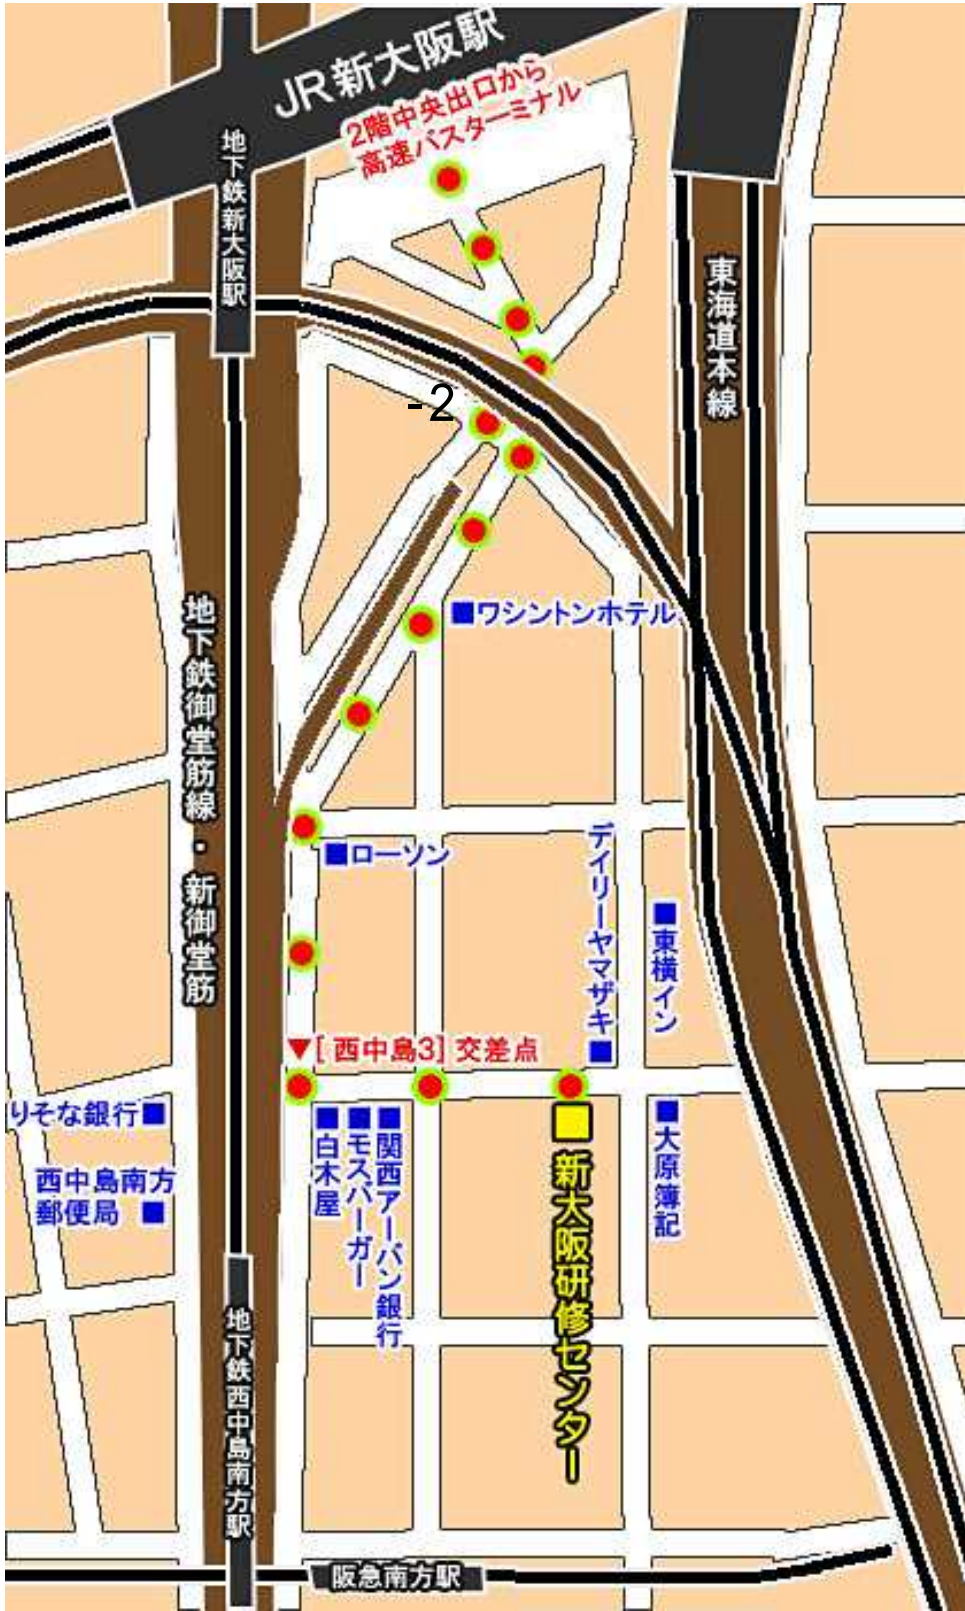 JR新大阪駅
2階中央出口から
高速バスターミナル
地下鉄新大阪駅
東海道本線
-2
■ワシントンホテル
地下鉄御堂筋線・新御堂筋
■ローソン
デイリーヤマザキ■
■東横イン
▼[西中島3]交差点
りそな銀行■
西中島南方
郵便局 ■
■白木屋
■モスバーガー
■関西アーバン銀行
■新大阪研修センター
■大原簿記
地下鉄西中島南方駅
阪急南方駅